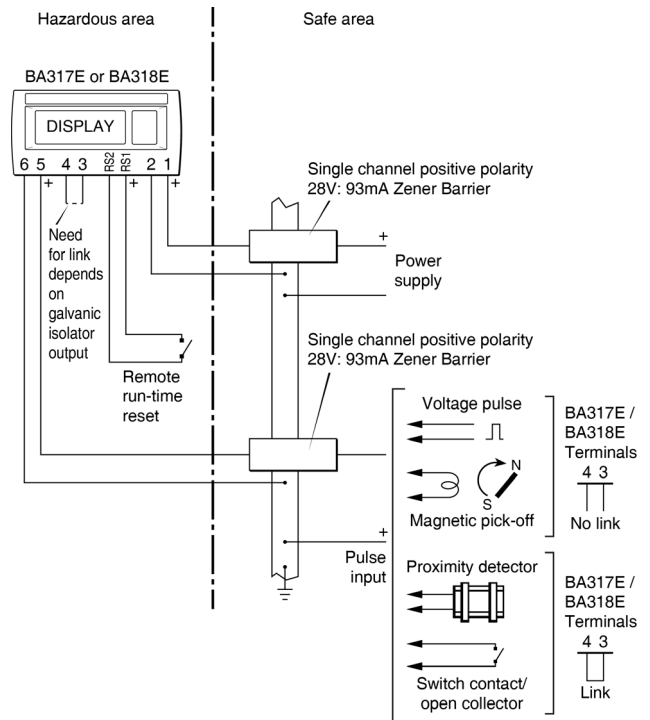 Hazardous area
Safe area
BA317E or BA318E
DISPLAY
6 5 4 3 RS2 RS1 2 1
+ + +
Need
for link
depends
on
galvanic
isolator
output
Remote
run-time
reset
Single channel positive polarity
28V: 93mA Zener Barrier
+
Power
supply
Single channel positive polarity
28V: 93mA Zener Barrier
+
Pulse
input
Voltage pulse
N
S
Magnetic pick-off
BA317E /
BA318E
Terminals
4 3
No link
Proximity detector
Switch contact/
open collector
BA317E /
BA318E
Terminals
4 3
Link